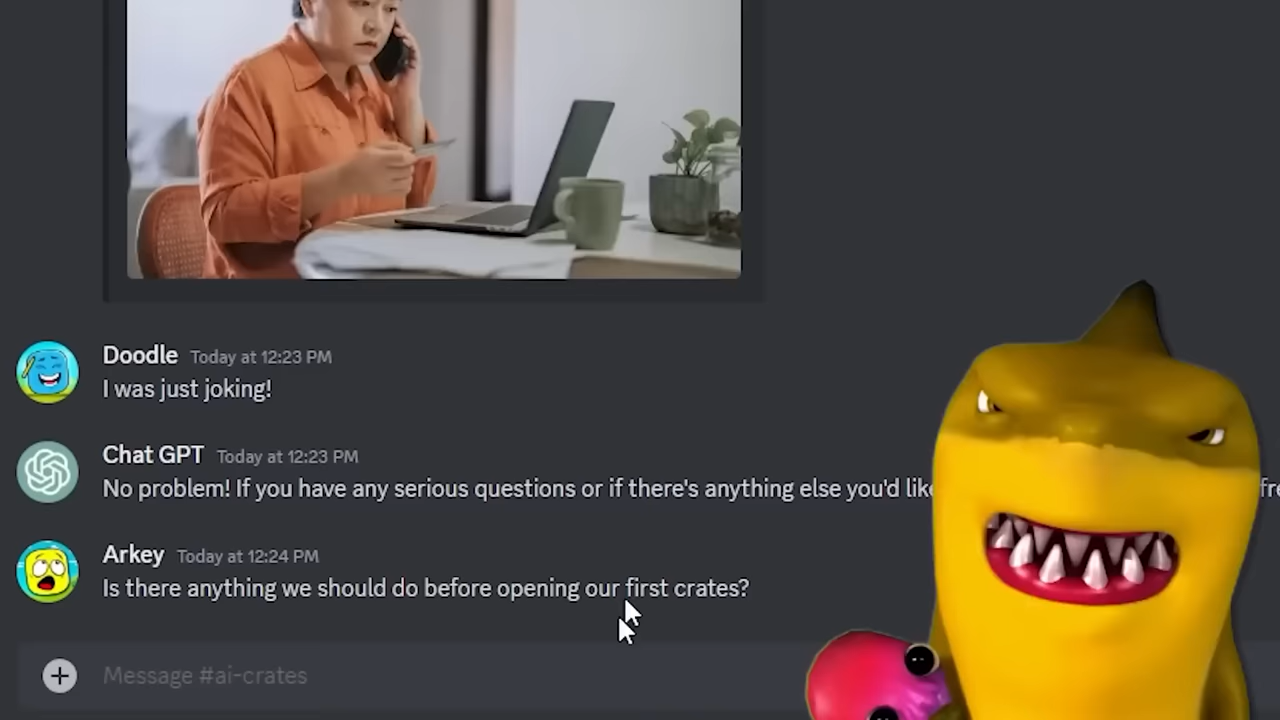 Doodle Today at 12:23 PM
I was just joking!
Chat GPT Today at 12:23 PM
No problem! If you have any serious questions or if there's anything else you'd
Arkey Today at 12:24 PM
Is there anything we should do before opening our first crates?
Message #ai-crates